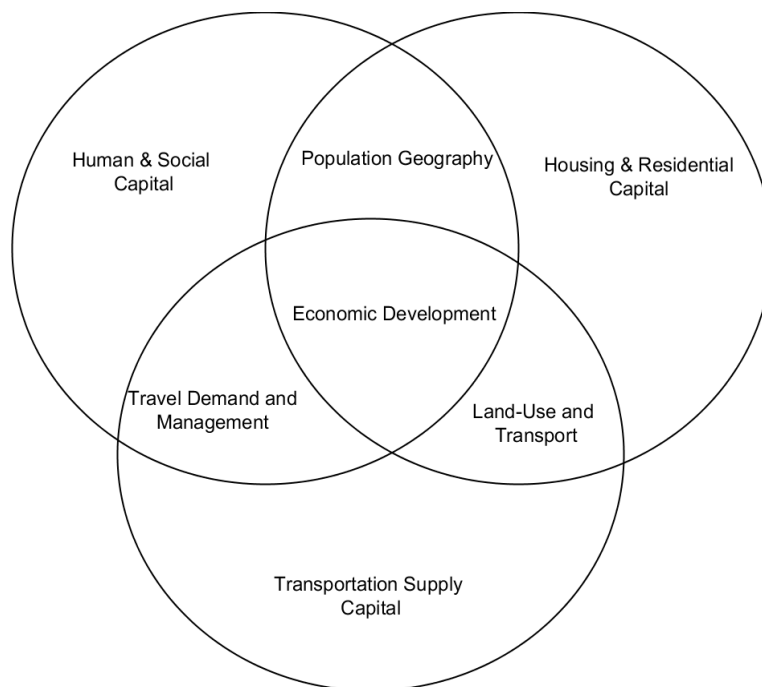 Human & Social
Capital
Population Geography
Housing & Residential
Capital
Economic Development
Travel Demand and
Management
Land-Use and
Transport
Transportation Supply
Capital